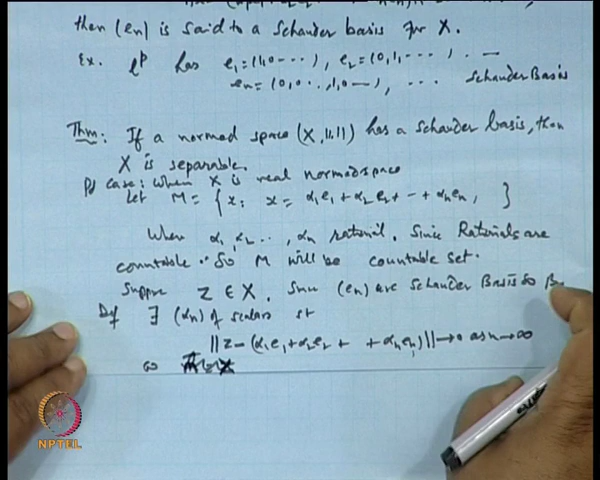 then (en) is said to a Schauder basis for X.
Ex. l^p has e₁ = (1,0 - - - ), e₂ = (0,1, - - - ) . —
en = (0,0 . . , 1,0 —), . . . Schauder Basis
Thm: If a normed space (X, ||.||) has a Schauder basis, then
X is separable.
Pf Case: When X is real normed space
Let M = { x : x = α₁e₁ + α₂e₂ + - + αnen, }
When α₁, α₂ .., αn rational. Since Rationals are
countable. So M will be countable set.
Suppose Z ∈ X. Since (en) are Schauder Basis So By
Def ∃ (αn) of scalars st
|| Z - (α₁e₁ + α₂e₂ + + αnen) || → 0 as n → ∞
NPTEL